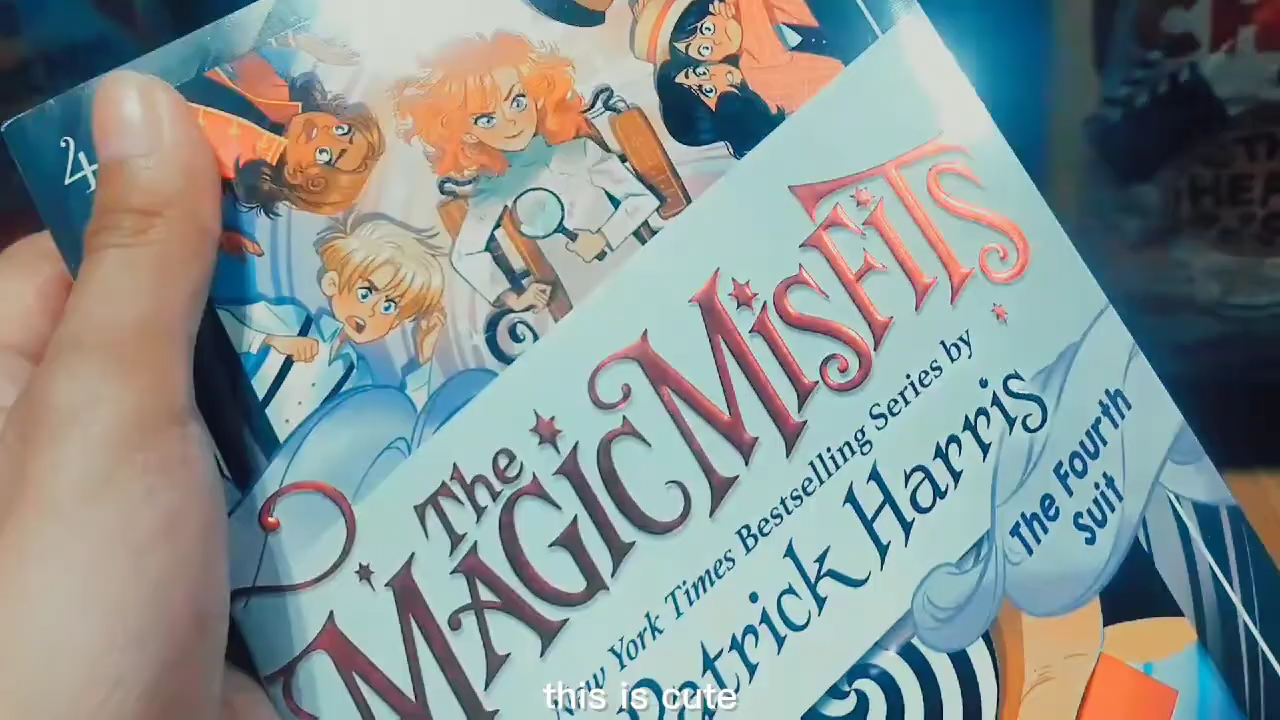 4
The
MAGIC MISFITS
New York Times Bestselling Series by
Patrick Harris
The Fourth
Suit
this is cute